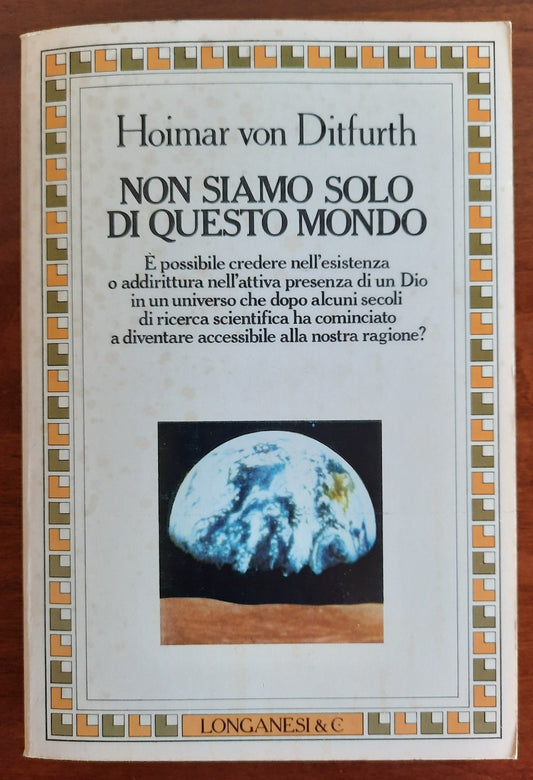 Hoimar von Ditfurth
NON SIAMO SOLO
DI QUESTO MONDO
È possibile credere nell'esistenza
o addirittura nell'attiva presenza di un Dio
in un universo che dopo alcuni secoli
di ricerca scientifica ha cominciato
a diventare accessibile alla nostra ragione?
LONGANESI & C.